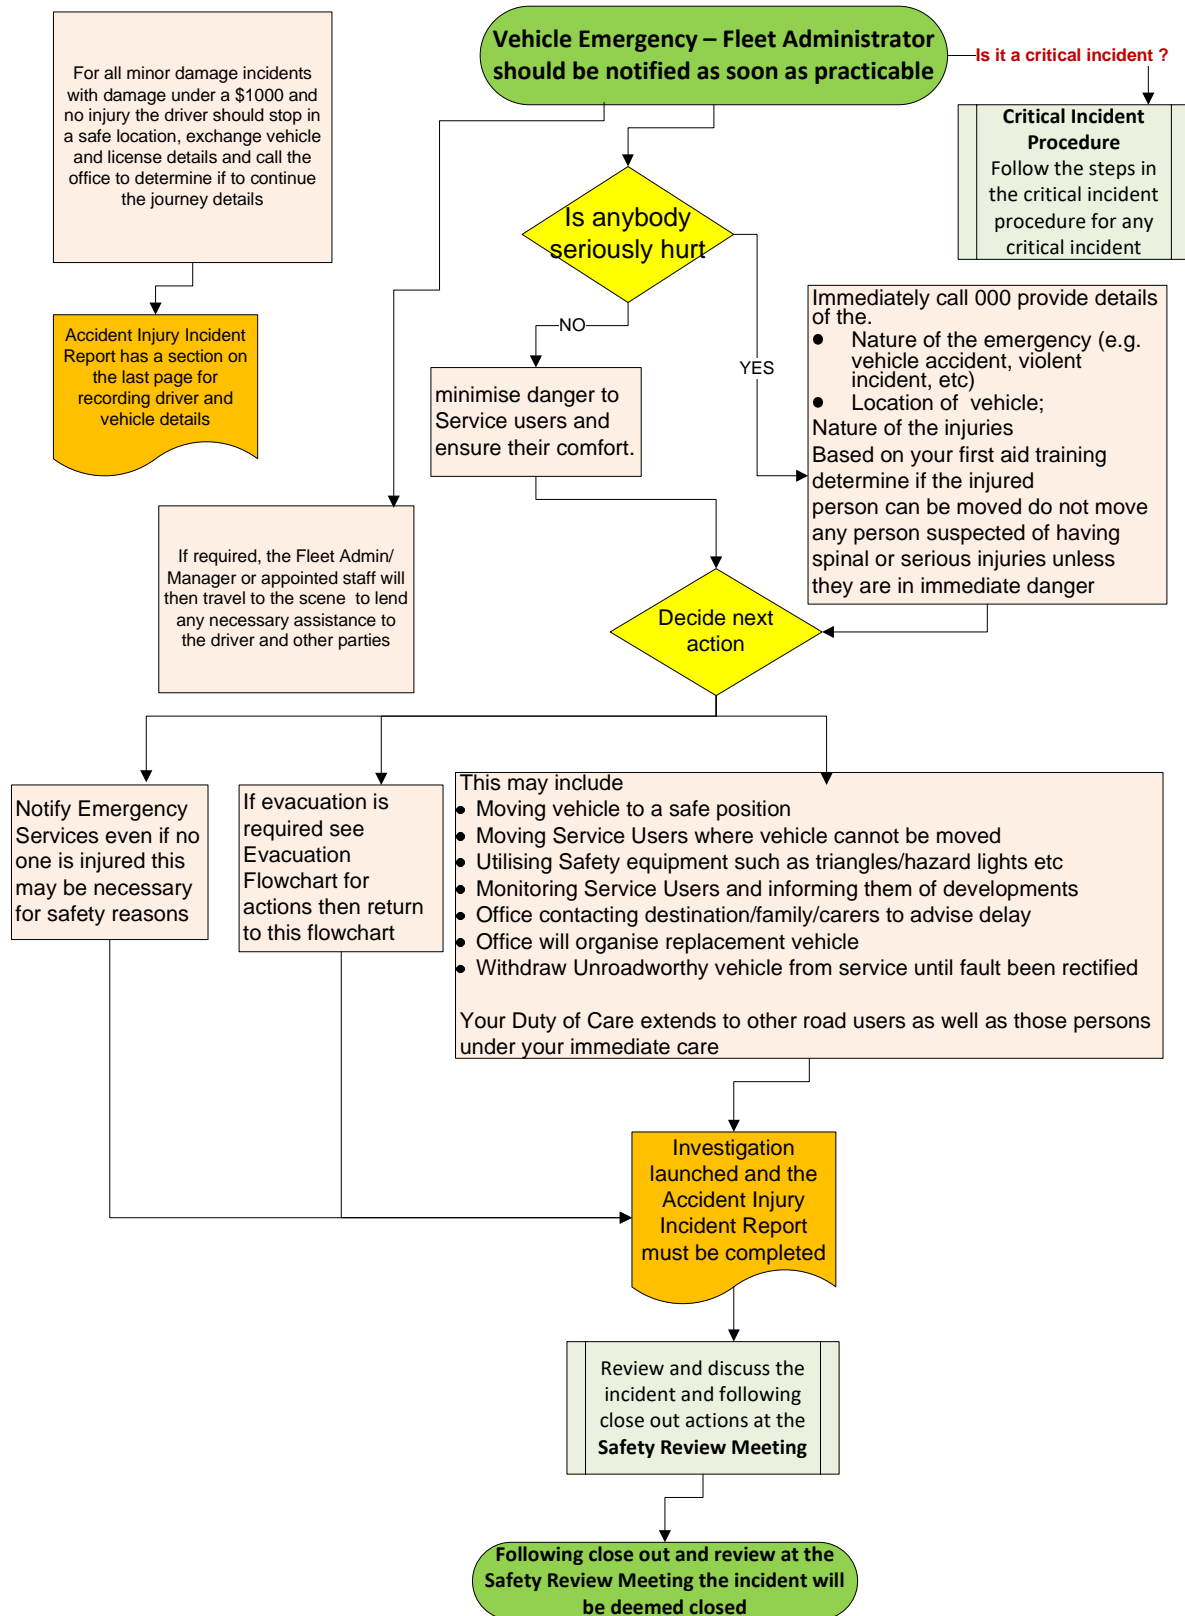 Vehicle Emergency – Fleet Administrator
should be notified as soon as practicable
Is it a critical incident ?
For all minor damage incidents
with damage under a $1000 and
no injury the driver should stop in
a safe location, exchange vehicle
and license details and call the
office to determine if to continue
the journey details
Critical Incident
Procedure
Follow the steps in
the critical incident
procedure for any
critical incident
Is anybody
seriously hurt
Accident Injury Incident
Report has a section on
the last page for
recording driver and
vehicle details
NO
YES
Immediately call 000 provide details
of the.
● Nature of the emergency (e.g.
vehicle accident, violent
incident, etc)
● Location of vehicle;
Nature of the injuries
Based on your first aid training
determine if the injured
person can be moved do not move
any person suspected of having
spinal or serious injuries unless
they are in immediate danger
minimise danger to
Service users and
ensure their comfort.
If required, the Fleet Admin/
Manager or appointed staff will
then travel to the scene to lend
any necessary assistance to
the driver and other parties
Decide next
action
Notify Emergency
Services even if no
one is injured this
may be necessary
for safety reasons
If evacuation is
required see
Evacuation
Flowchart for
actions then return
to this flowchart
This may include
● Moving vehicle to a safe position
● Moving Service Users where vehicle cannot be moved
● Utilising Safety equipment such as triangles/hazard lights etc
● Monitoring Service Users and informing them of developments
● Office contacting destination/family/carers to advise delay
● Office will organise replacement vehicle
● Withdraw Unroadworthy vehicle from service until fault been rectified
Your Duty of Care extends to other road users as well as those persons
under your immediate care
Investigation
launched and the
Accident Injury
Incident Report
must be completed
Review and discuss the
incident and following
close out actions at the
Safety Review Meeting
Following close out and review at the
Safety Review Meeting the incident will
be deemed closed